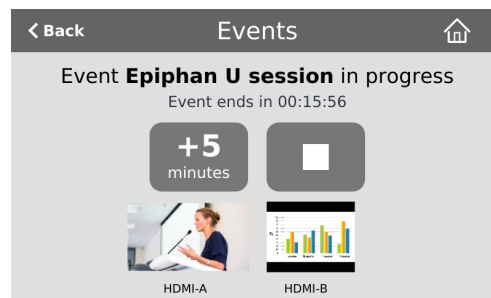 Back
Events
Event Epiphan U session in progress
Event ends in 00:15:56
+5
minutes
HDMI-A
HDMI-B